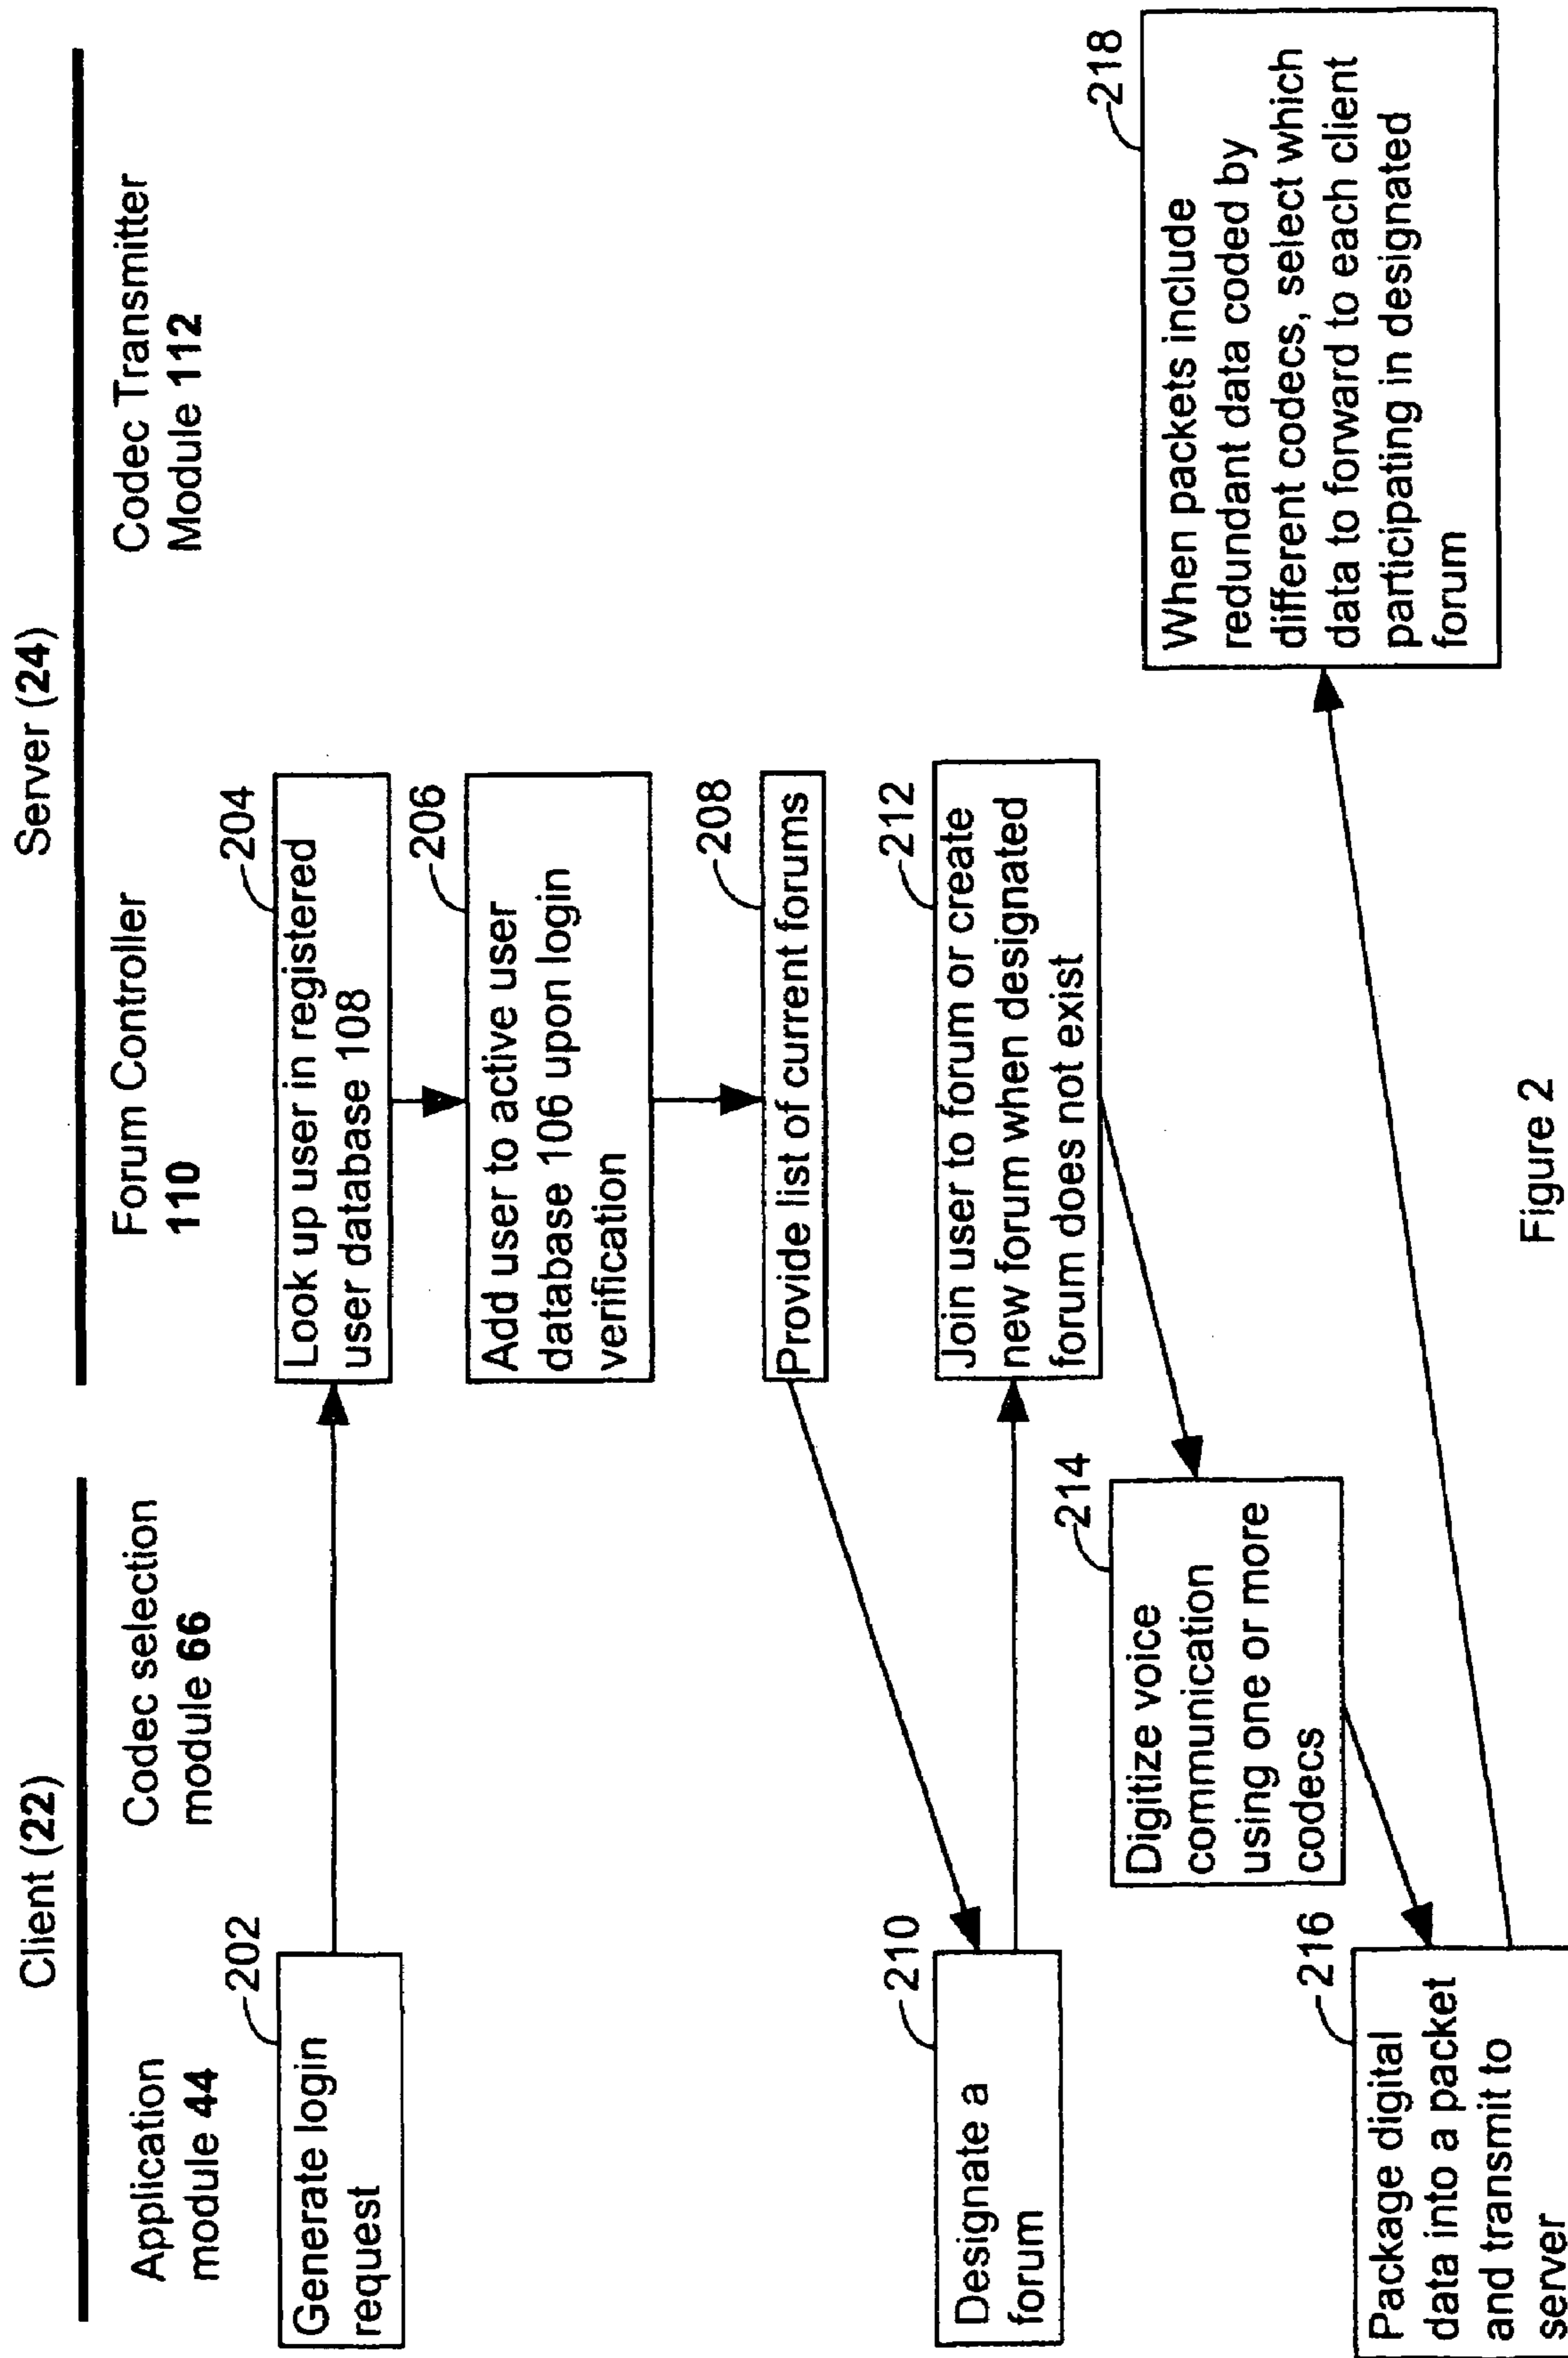 Client (22)
Server (24)
Application
module 44
Codec selection
module 66
Forum Controller
110
Codec Transmitter
Module 112
202
Generate login
request
204
Look up user in registered
user database 108
206
Add user to active user
database 106 upon login
verification
208
Provide list of current forums
210
Designate a
forum
212
Join user to forum or create
new forum when designated
forum does not exist
214
Digitize voice
communication
using one or more
codecs
216
Package digital
data into a packet
and transmit to
server
218
When packets include
redundant data coded by
different codecs, select which
data to forward to each client
participating in designated
forum
Figure 2